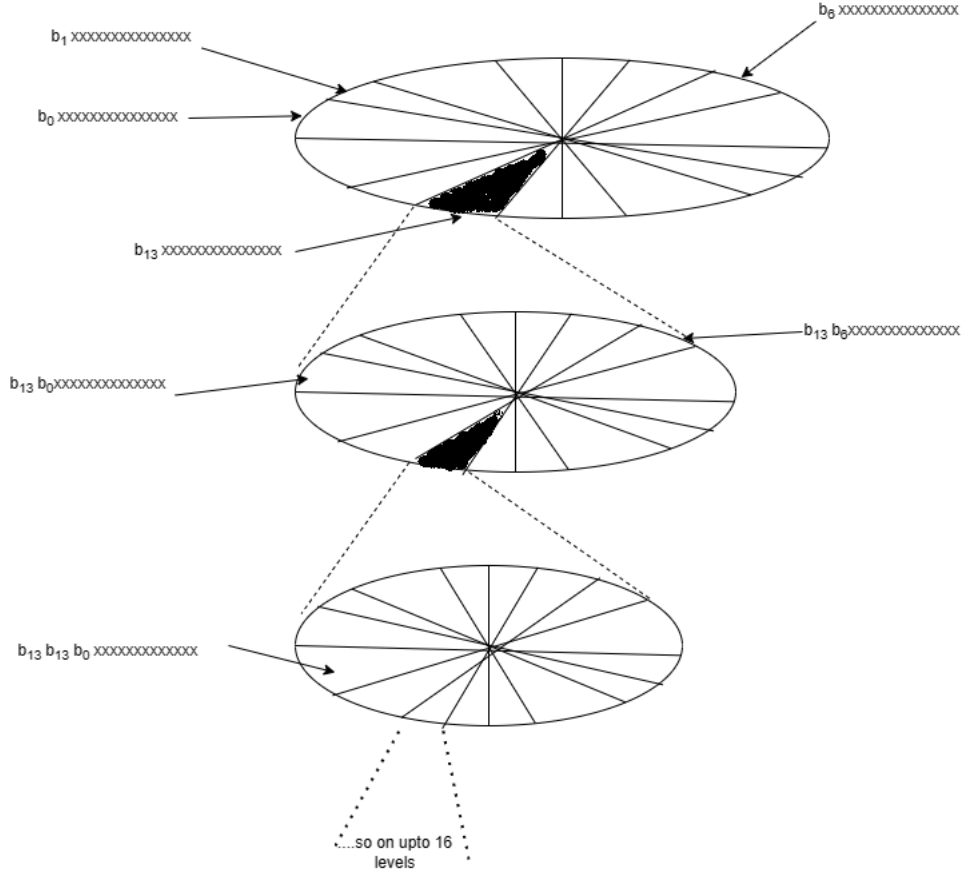 b6 xxxxxxxxxxxxxxx
b1 xxxxxxxxxxxxxxx
b0 xxxxxxxxxxxxxxx
b13 xxxxxxxxxxxxxxx
b13 b6xxxxxxxxxxxxxx
b13 b0xxxxxxxxxxxxxx
b13 b13 b0 xxxxxxxxxxxxx
....so on upto 16
levels